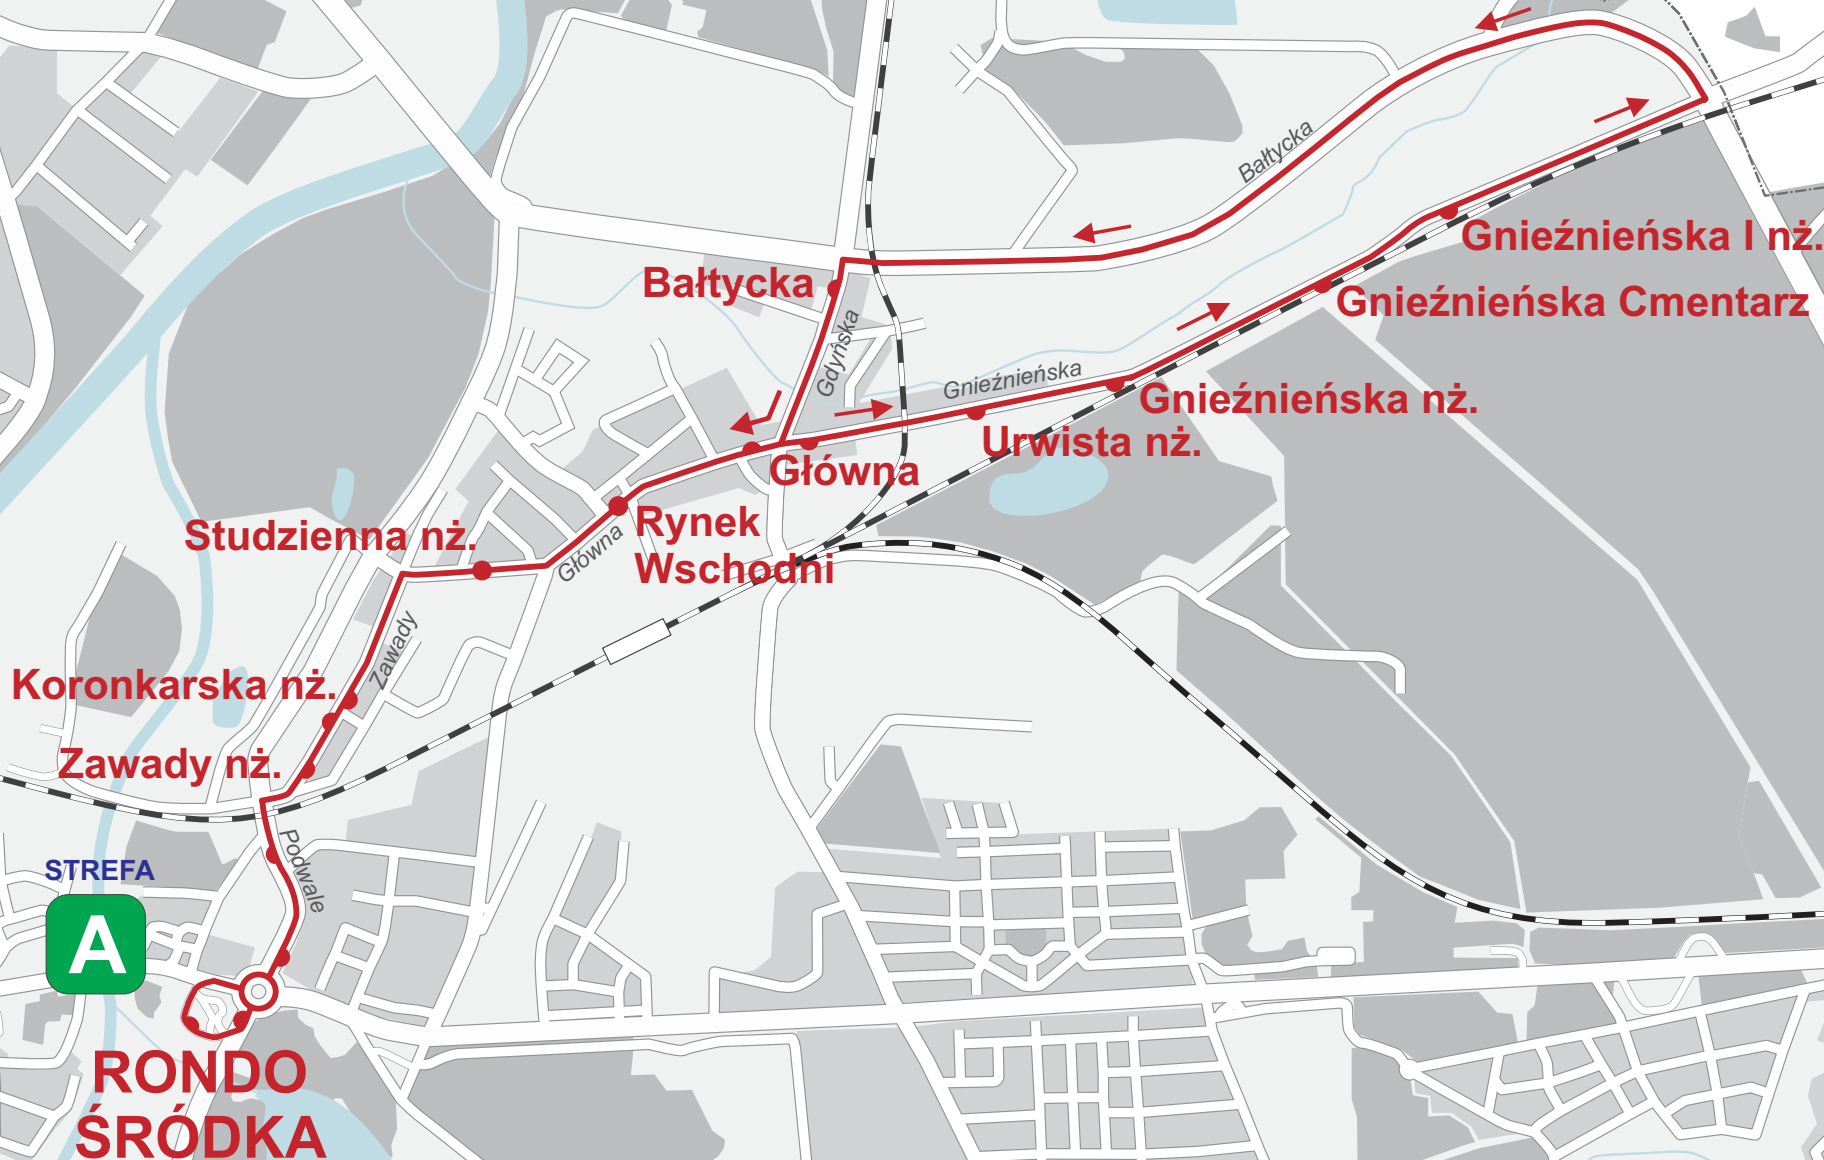 Bałtycka
Gnieźnieńska I nż.
Bałtycka
Gnieźnieńska Cmentarz
Gdyńska
Gnieźnieńska
Gnieźnieńska nż.
Urwista nż.
Główna
Studzienna nż.
Rynek
Wschodni
Główna
Zawady
Koronkarska nż.
Zawady nż.
Podwale
STREFA
A
RONDO
ŚRÓDKA